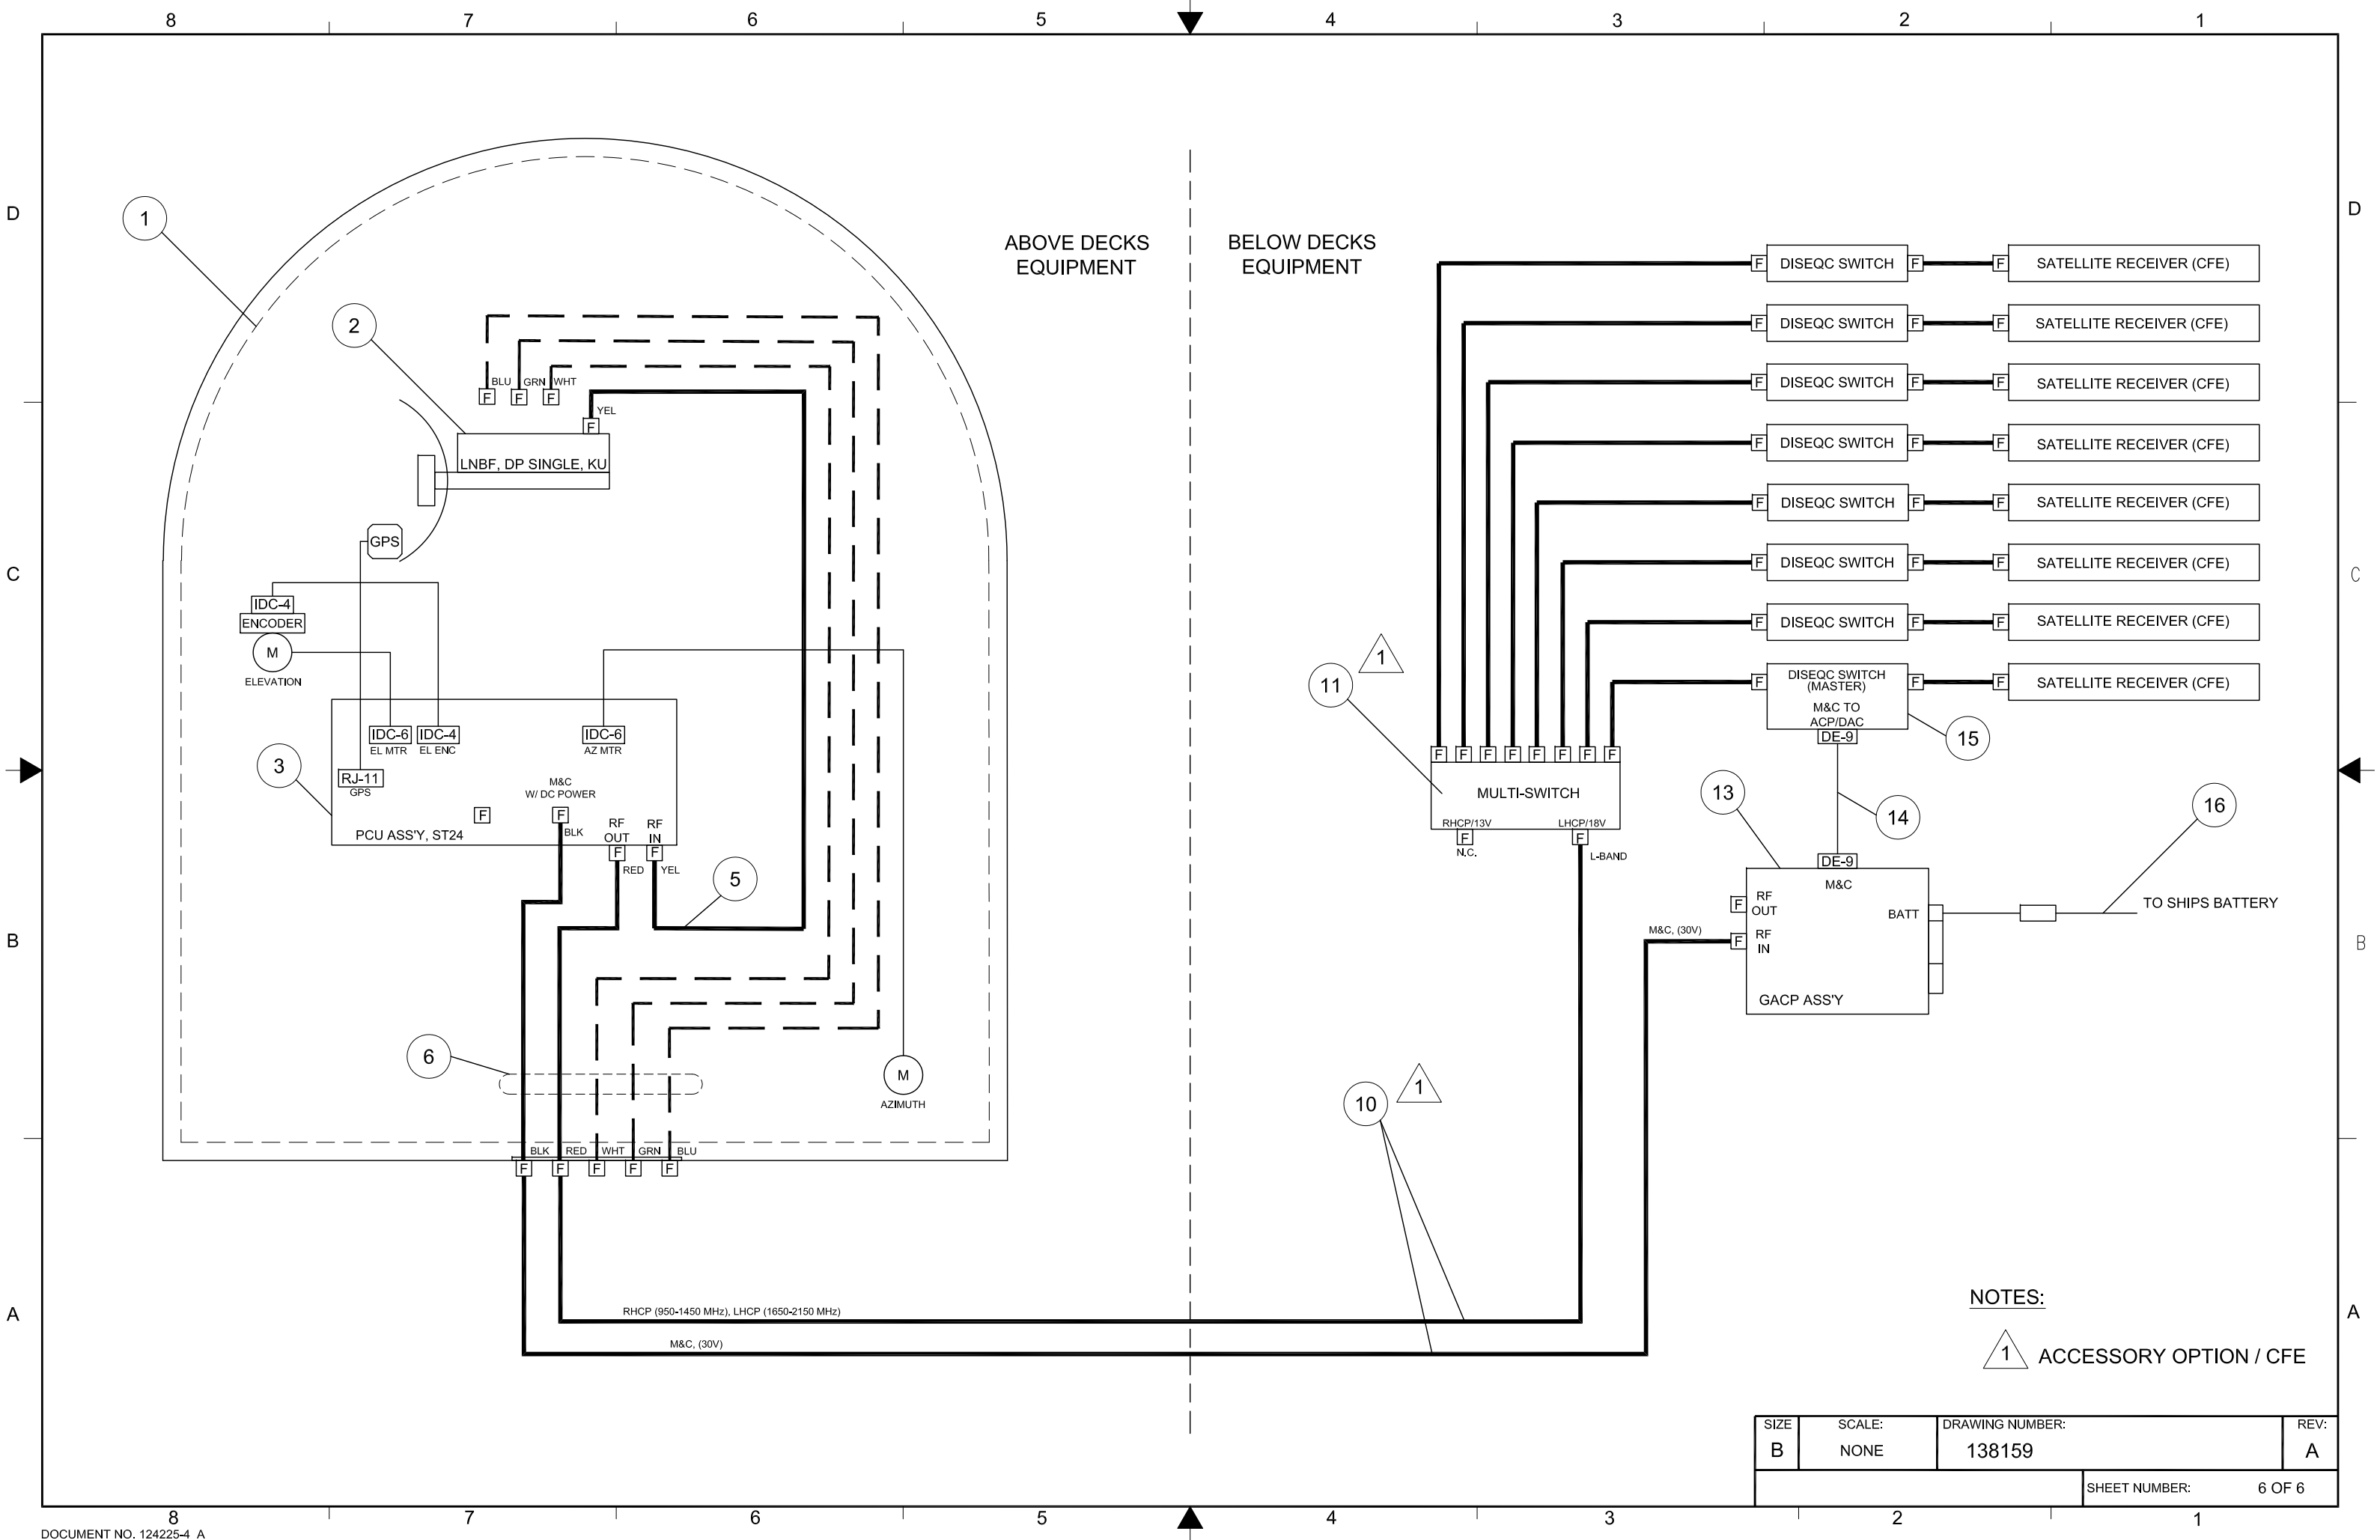 8 7 6 5 4 3 2 1
D
D
1
ABOVE DECKS
EQUIPMENT
BELOW DECKS
EQUIPMENT
F DISEQC SWITCH F F SATELLITE RECEIVER (CFE)
F DISEQC SWITCH F F SATELLITE RECEIVER (CFE)
F DISEQC SWITCH F F SATELLITE RECEIVER (CFE)
F DISEQC SWITCH F F SATELLITE RECEIVER (CFE)
F DISEQC SWITCH F F SATELLITE RECEIVER (CFE)
F DISEQC SWITCH F F SATELLITE RECEIVER (CFE)
F DISEQC SWITCH F F SATELLITE RECEIVER (CFE)
F DISEQC SWITCH
(MASTER) F F SATELLITE RECEIVER (CFE)
M&C TO
ACP/DAC
DE-9
15
2
BLU GRN WHT
F F F
YEL
F
LNBF, DP SINGLE, KU
GPS
C
C
IDC-4
ENCODER
M
ELEVATION
IDC-6
EL MTR
IDC-4
EL ENC
IDC-6
AZ MTR
3
RJ-11
GPS
M&C
W/ DC POWER
F
F
BLK
PCU ASS'Y, ST24
RF
OUT
RF
IN
F
F
RED
YEL
5
11
1
F F F F F F F F
MULTI-SWITCH
RHCP/13V
LHCP/18V
F
F
N.C.
L-BAND
13
14
16
DE-9
M&C
F
RF
OUT
BATT
TO SHIPS BATTERY
M&C, (30V)
F
RF
IN
GACP ASS'Y
B
B
6
M
AZIMUTH
10
1
BLK RED WHT GRN BLU
F F F F F
RHCP (950-1450 MHz), LHCP (1650-2150 MHz)
M&C, (30V)
A
A
NOTES:
1 ACCESSORY OPTION / CFE
SIZE
B
SCALE:
NONE
DRAWING NUMBER:
138159
REV:
A
SHEET NUMBER: 6 OF 6
8 7 6 5 4 3 2 1
DOCUMENT NO. 124225-4 A